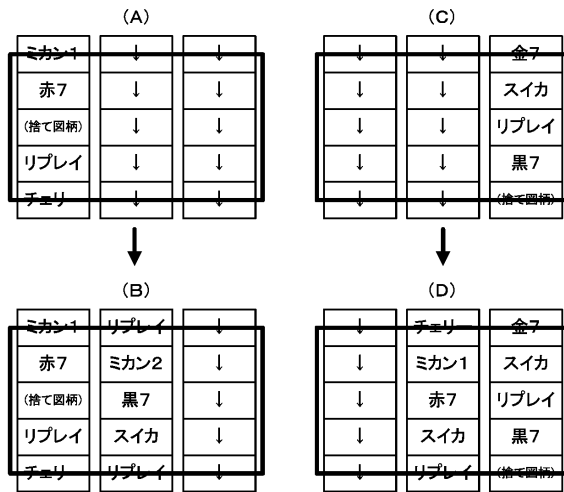 (A)
ミカン1 ↓ ↓
赤7 ↓ ↓
(捨て図柄) ↓ ↓
リプレイ ↓ ↓
チェリー ↓ ↓
(C)
↓ ↓ 金7
↓ ↓ スイカ
↓ ↓ リプレイ
↓ ↓ 黒7
↓ ↓ (捨て図柄)
(B)
ミカン1 リプレイ ↓
赤7 ミカン2 ↓
(捨て図柄) 黒7 ↓
リプレイ スイカ ↓
チェリー リプレイ ↓
(D)
↓ チェリー 金7
↓ ミカン1 スイカ
↓ 赤7 リプレイ
↓ スイカ 黒7
↓ リプレイ (捨て図柄)